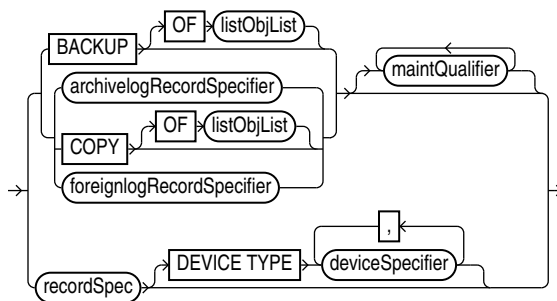 BACKUP OF listObjList
maintQualifier
archivelogRecordSpecifier
COPY OF listObjList
foreignlogRecordSpecifier
,
recordSpec DEVICE TYPE deviceSpecifier